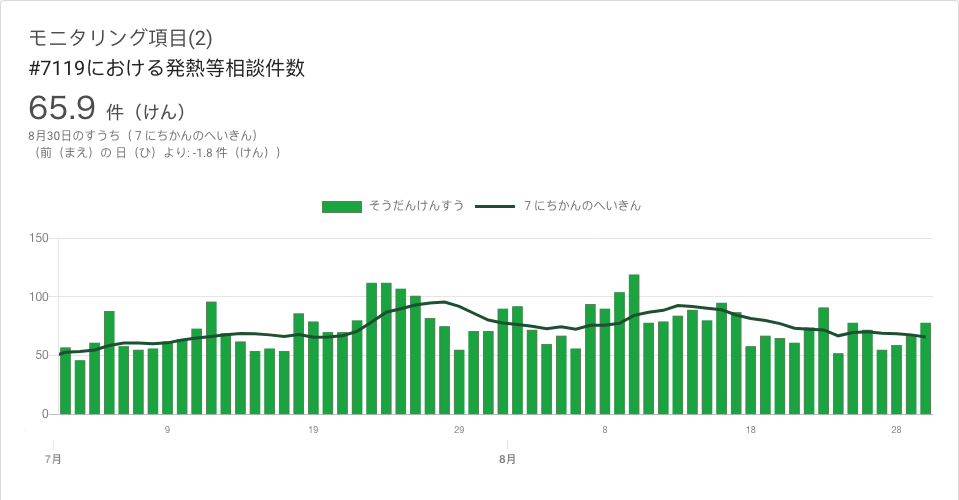 モニタリング項目(2)
#7119における発熱等相談件数
65.9 件（けん）
8月30日のすうち（７にちかんのへいきん）
（前（まえ）の 日（ひ）より: -1.8 件（けん））
そうだんけんすう ７にちかんのへいきん
150
100
50
0
9 19 29 8 18 28
7月 8月